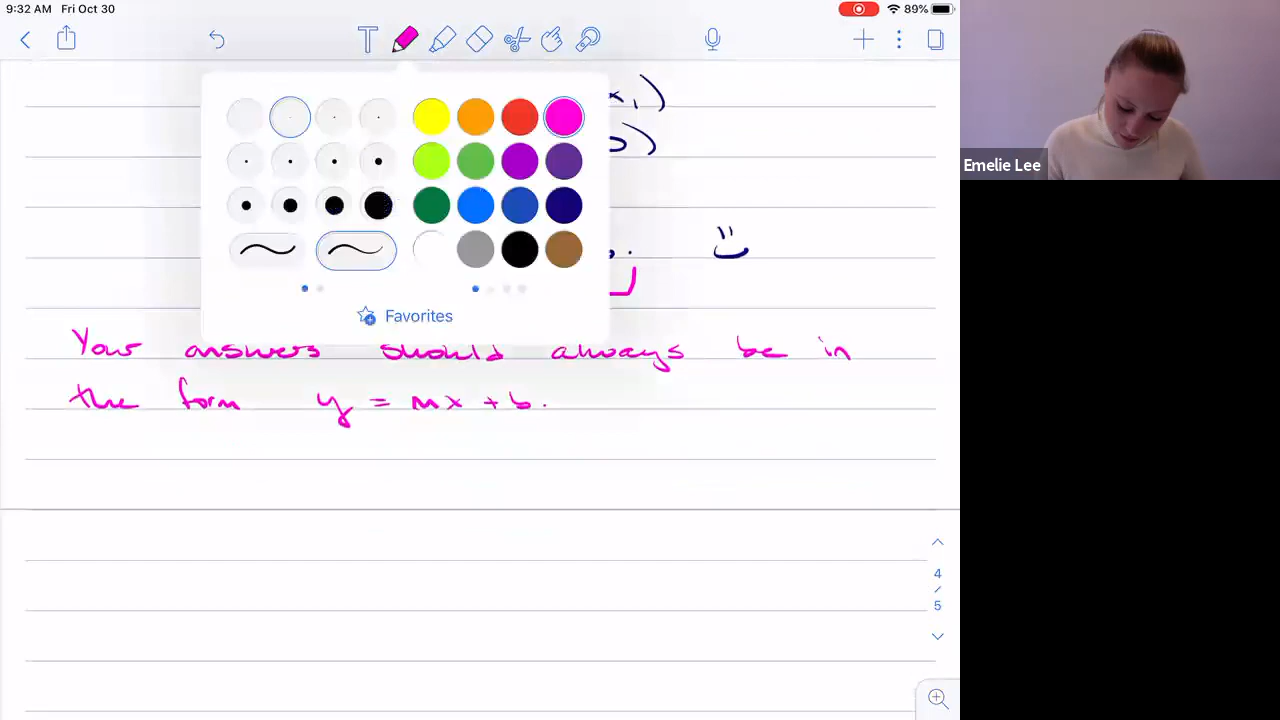 9:32 AM Fri Oct 30
89%
T
x₁)
)
Emelie Lee
.
Favorites
Your answers should always be in
the form y = mx + b.
4
/
5